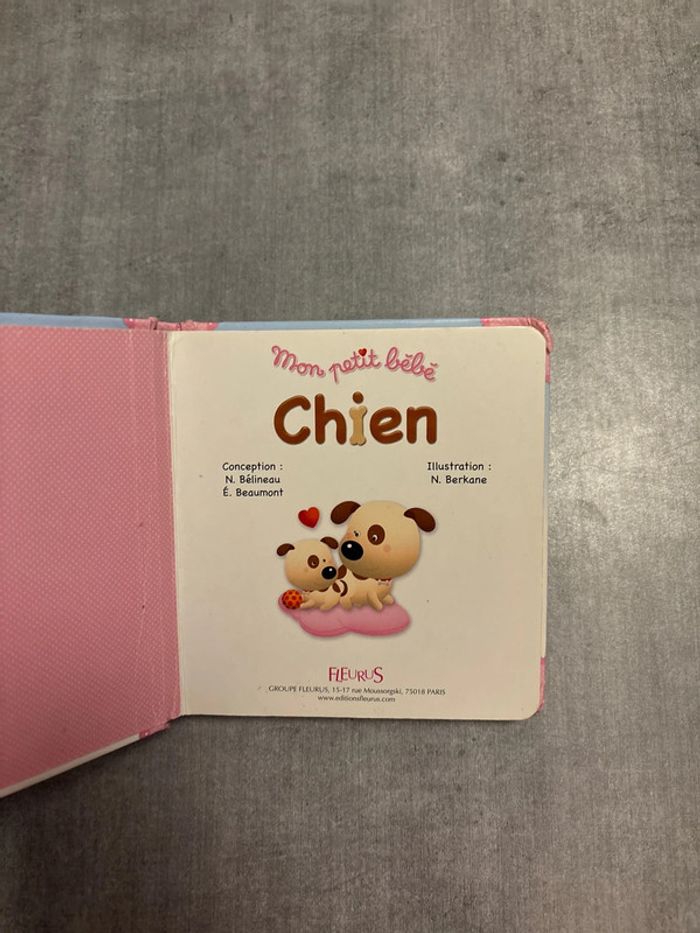 Mon petit bébé
Chien
Conception :
N. Bélineau
É. Beaumont
Illustration :
N. Berkane
FLEURUS
GROUPE FLEURUS, 15-17 rue Moussorgski, 75018 PARIS
www.editionsfleurus.com